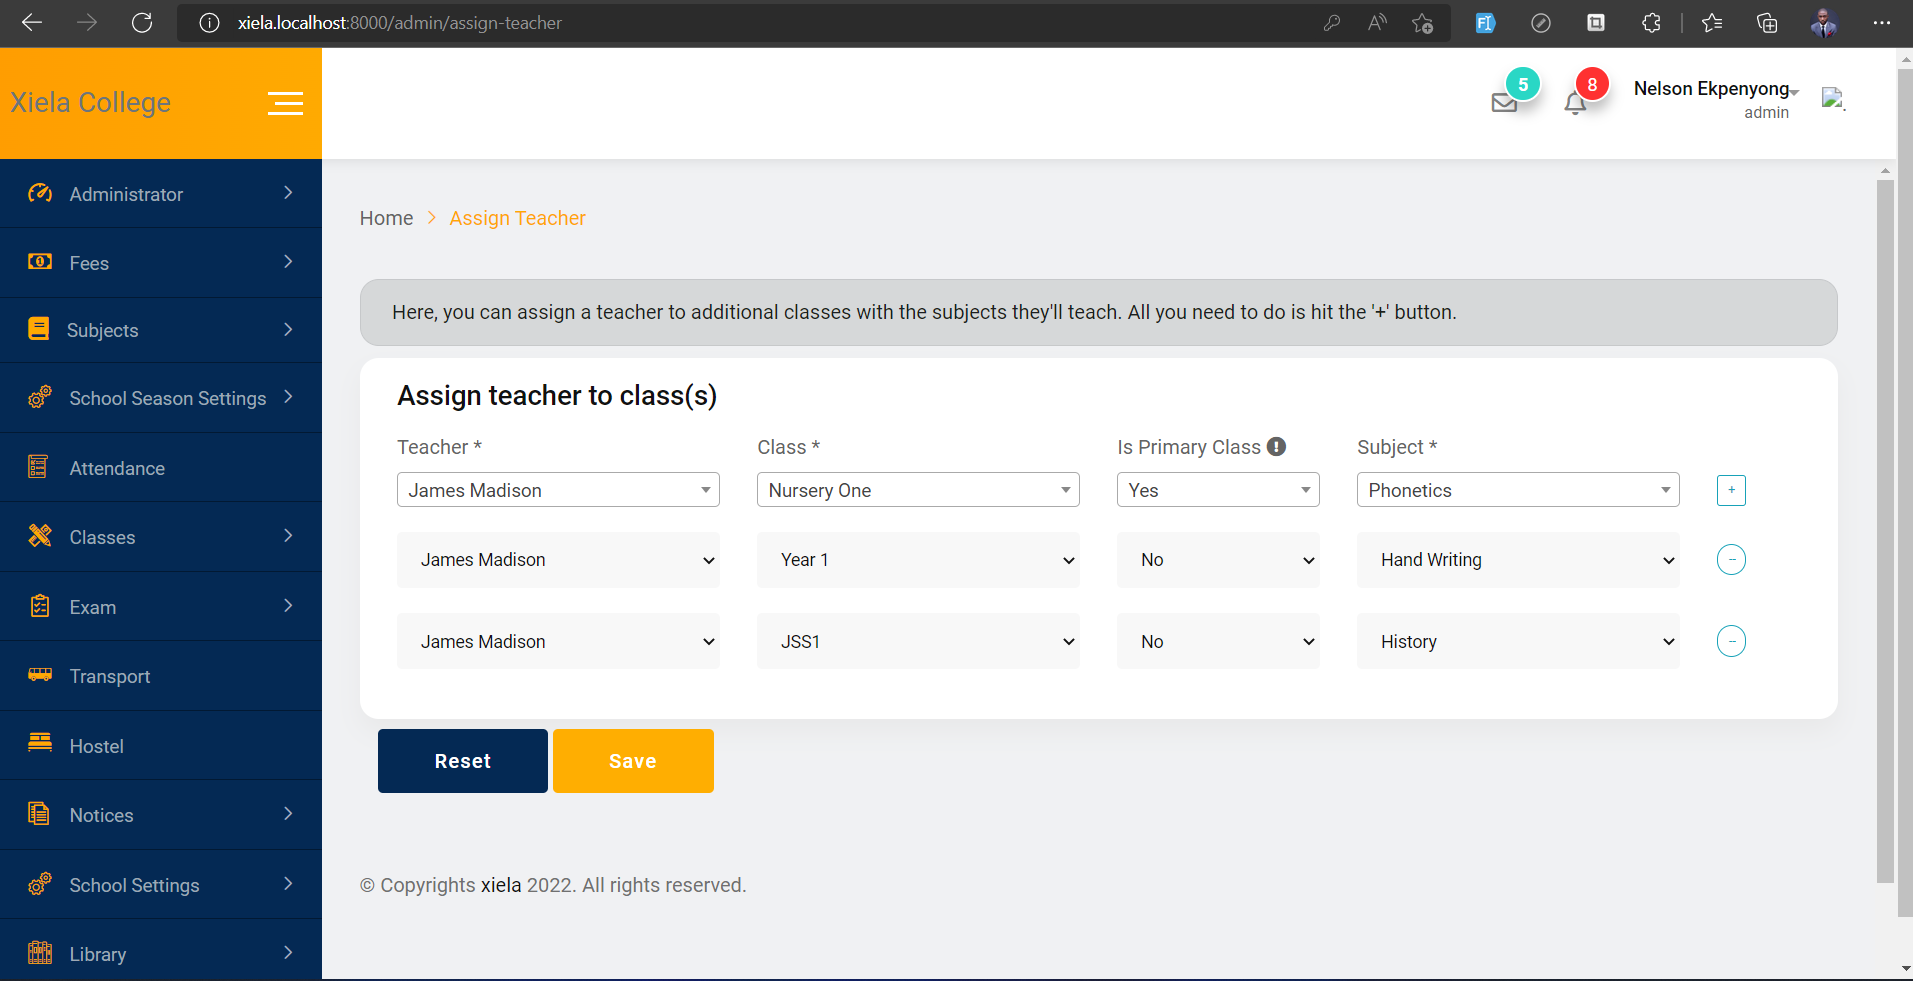 xiela.localhost:8000/admin/assign-teacher
Xiela College
5
8
Nelson Ekpenyong
admin
Administrator
Fees
Subjects
School Season Settings
Attendance
Classes
Exam
Transport
Hostel
Notices
School Settings
Library
Home > Assign Teacher
Here, you can assign a teacher to additional classes with the subjects they'll teach. All you need to do is hit the '+' button.
Assign teacher to class(s)
Teacher * Class * Is Primary Class Subject *
James Madison Nursery One Yes Phonetics +
James Madison Year 1 No Hand Writing -
James Madison JSS1 No History -
Reset Save
© Copyrights xiela 2022. All rights reserved.